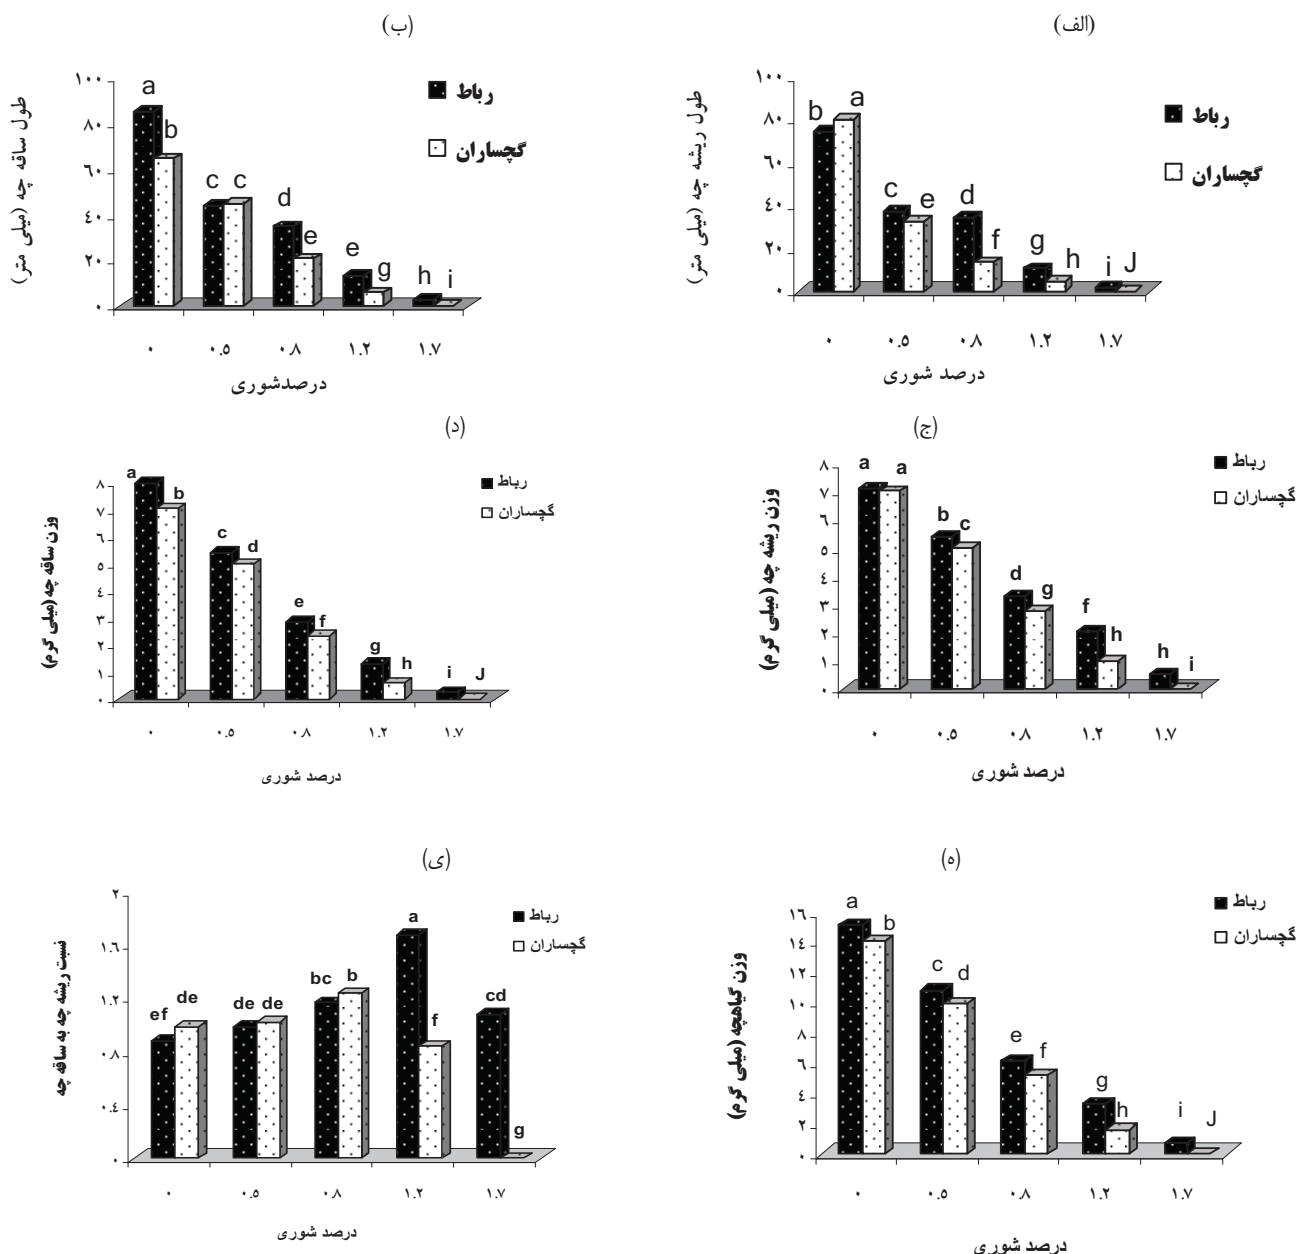 (الف)
طول ریشه چه (میلی متر)
۱۰۰
۸۰
۶۰
۴۰
۲۰
۰
b a
c e
d f
g h
i J
رباط
گچساران
۰ ۰.۵ ۰.۸ ۱.۲ ۱.۷
درصد شوری
(ب)
طول ساقه چه (میلی متر)
۱۰۰
۸۰
۶۰
۴۰
۲۰
۰
a b
c c
d e
e g
h i
رباط
گچساران
۰ ۰.۵ ۰.۸ ۱.۲ ۱.۷
درصدشوری
(ج)
وزن ریشه چه (میلی گرم)
۸
۷
۶
۵
۴
۳
۲
۱
۰
a a
b c
d g
f h
h i
رباط
گچساران
۰ ۰.۵ ۰.۸ ۱.۲ ۱.۷
درصد شوری
(د)
وزن ساقه چه (میلی گرم)
۸
۷
۶
۵
۴
۳
۲
۱
۰
a b
c d
e f
g h
i J
رباط
گچساران
۰ ۰.۵ ۰.۸ ۱.۲ ۱.۷
درصد شوری
(ه)
وزن گیاهچه (میلی گرم)
۱۶
۱۴
۱۲
۱۰
۸
۶
۴
۲
۰
a b
c d
e f
g h
i J
رباط
گچساران
۰ ۰.۵ ۰.۸ ۱.۲ ۱.۷
درصد شوری
(ی)
نسبت ریشه چه به ساقه چه
۲
۱.۶
۱.۲
۰.۸
۰.۴
۰
ef de
de de
bc b
a f
cd g
رباط
گچساران
۰ ۰.۵ ۰.۸ ۱.۲ ۱.۷
درصد شوری